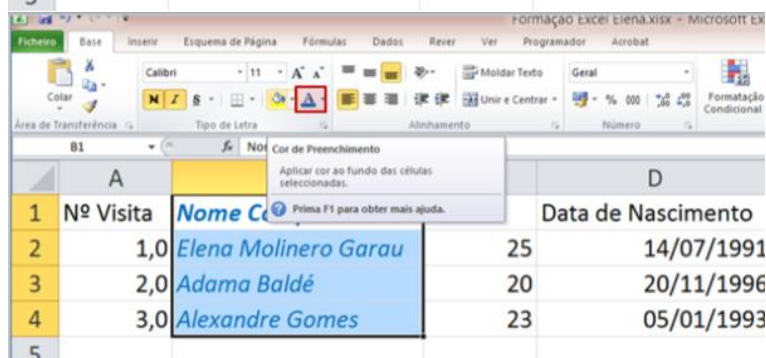 5
Formação Excel Elena.xlsx - Microsoft Ex
Ficheiro Base Inserir Esquema de Página Fórmulas Dados Rever Ver Programador Acrobat
Calibri 11 A A Moldar Texto Geral
Colar N I S A Unir e Centrar % 000 Formatação
Condicional
Área de Transferência Tipo de Letra Alinhamento Número
B1 fx Cor de Preenchimento
Aplicar cor ao fundo das células
seleccionadas.
Prima F1 para obter mais ajuda.
A D
1 Nº Visita Nome Data de Nascimento
2 1,0 Elena Molinero Garau 25 14/07/1991
3 2,0 Adama Baldé 20 20/11/1996
4 3,0 Alexandre Gomes 23 05/01/1993
5